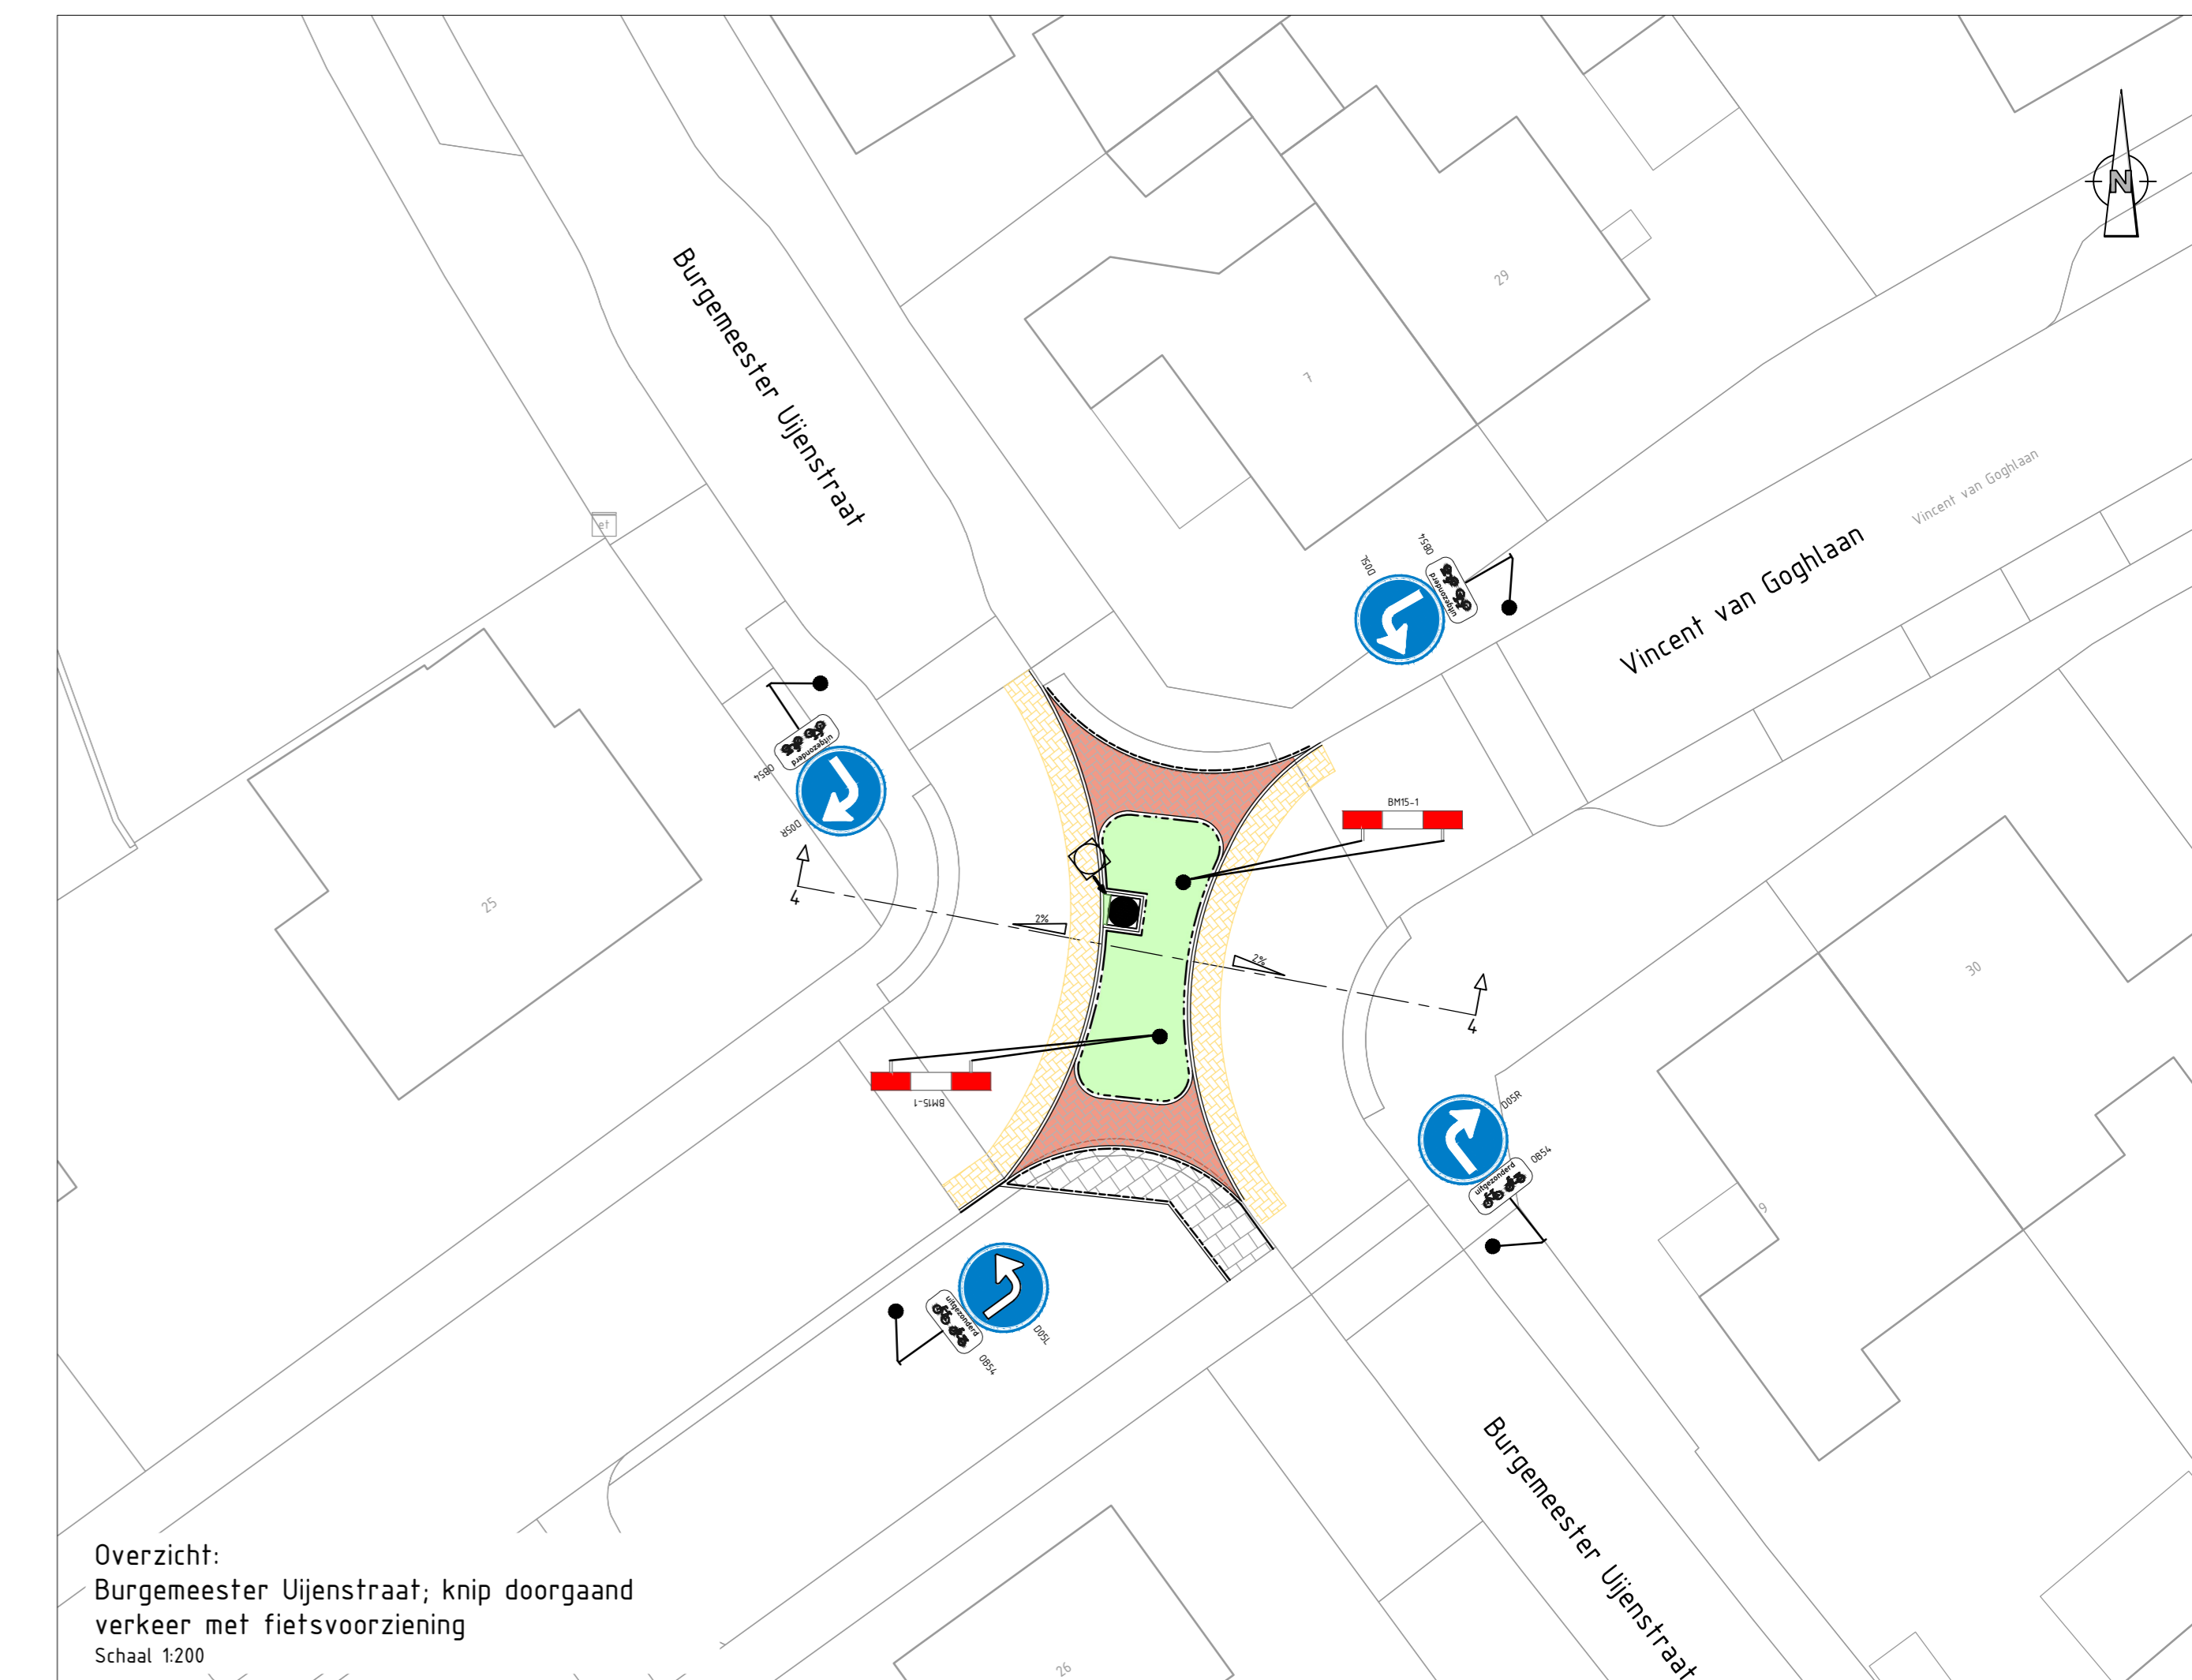 N
29
Burgemeester Uijenstraat
7
Vincent van Goghlaan
Vincent van Goghlaan
et
OB54
D05L
uitgezonderd
uitgezonderd
OB54
D05R
BM15-1
4
2%
2%
4
25
30
BM15-1
D05R
OB54
uitgezonderd
9
uitgezonderd
D05L
OB54
Burgemeester Uijenstraat
Overzicht:
Burgemeester Uijenstraat; knip doorgaand
verkeer met fietsvoorziening
Schaal 1:200
26